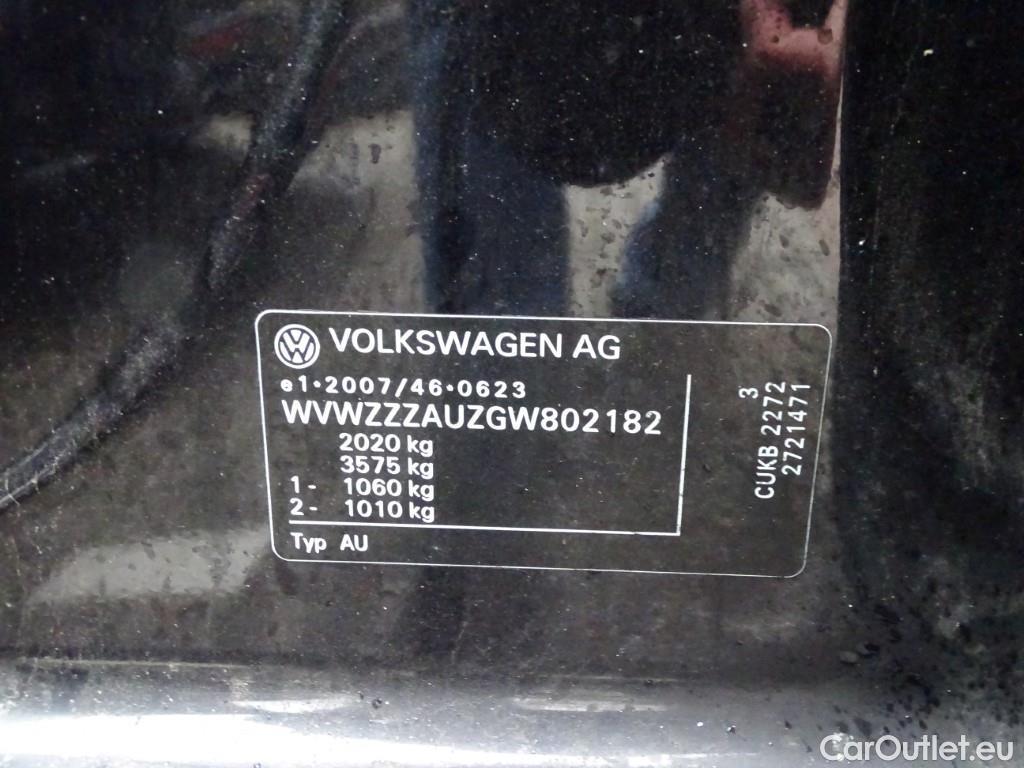 VOLKSWAGEN AG
e1*2007/46*0623
WVWZZZAUZGW802182
2020 kg
3575 kg
1- 1060 kg
2- 1010 kg
Typ AU
3
CUKB 2272
2721471
CarOutlet.eu